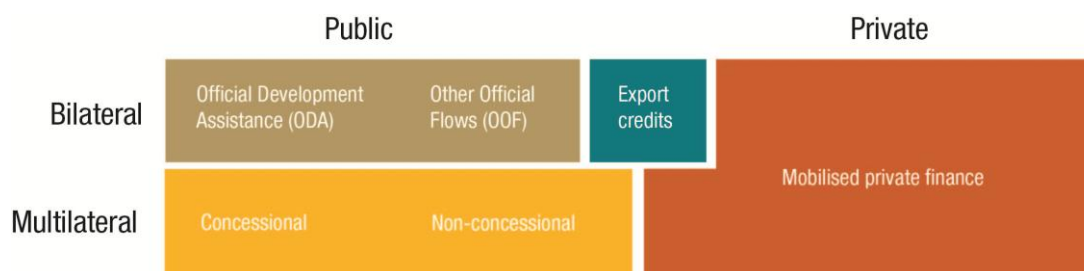 Public
Private
Bilateral
Official Development
Assistance (ODA)
Other Official
Flows (OOF)
Export
credits
Mobilised private finance
Multilateral
Concessional
Non-concessional